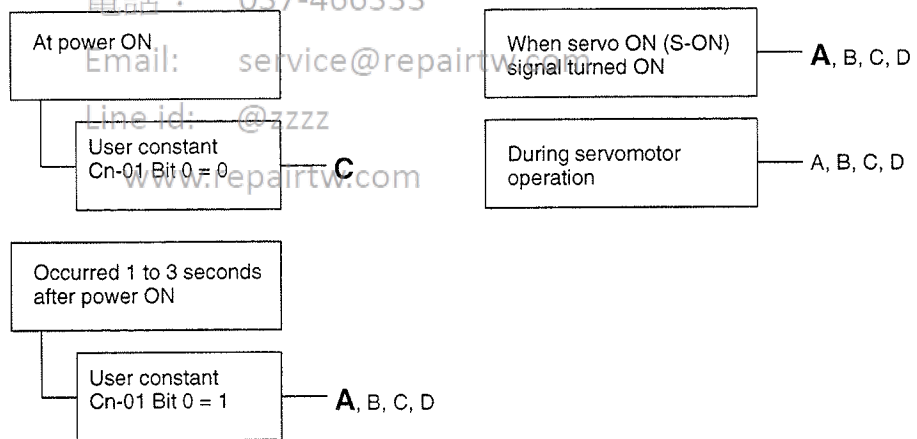 電話： 037-466333
At power ON
Email: service@repairtw.com
Line id: @zzzz
User constant
Cn-01 Bit 0 = 0
C
www.repairtw.com
When servo ON (S-ON)
signal turned ON
A, B, C, D
During servomotor
operation
A, B, C, D
Occurred 1 to 3 seconds
after power ON
User constant
Cn-01 Bit 0 = 1
A, B, C, D